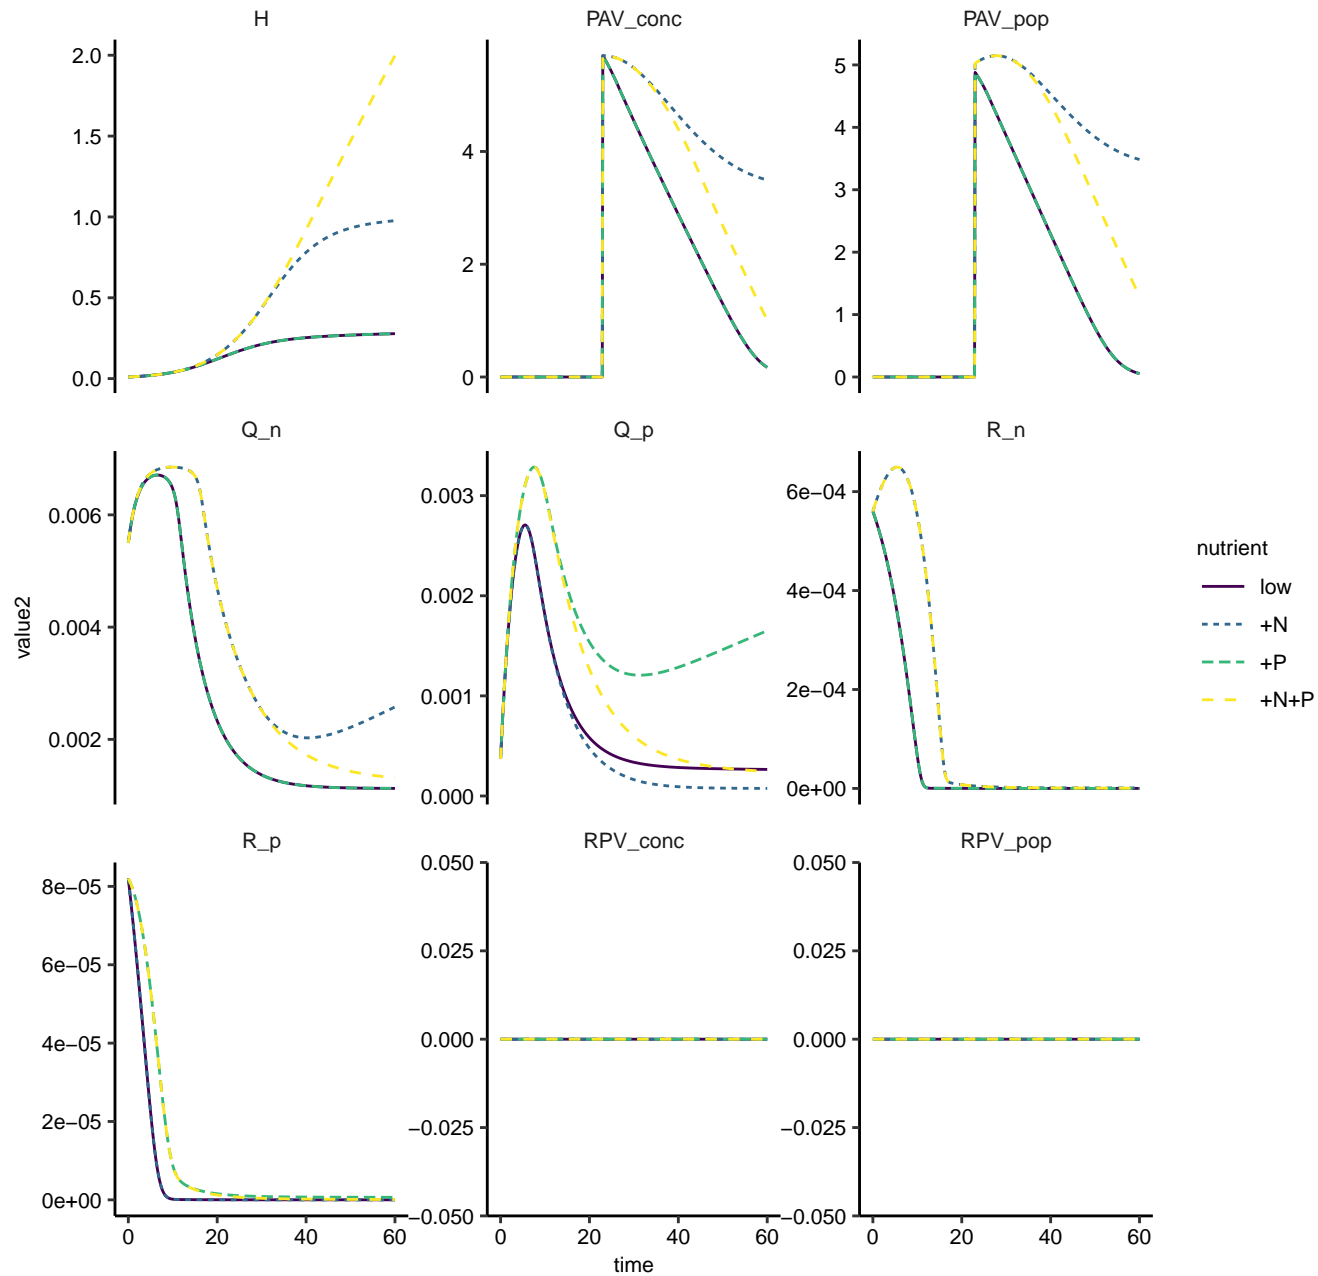 H
PAV_conc
PAV_pop
2.0
1.5
1.0
0.5
0.0
4
2
0
5
4
3
2
1
0
Q_n
Q_p
R_n
0.006
0.004
0.002
0.003
0.002
0.001
0.000
6e−04
4e−04
2e−04
0e+00
R_p
RPV_conc
RPV_pop
8e−05
6e−05
4e−05
2e−05
0e+00
0.050
0.025
0.000
−0.025
−0.050
0.050
0.025
0.000
−0.025
−0.050
0 20 40 60
0 20 40 60
0 20 40 60
time
value2
nutrient
low
+N
+P
+N+P